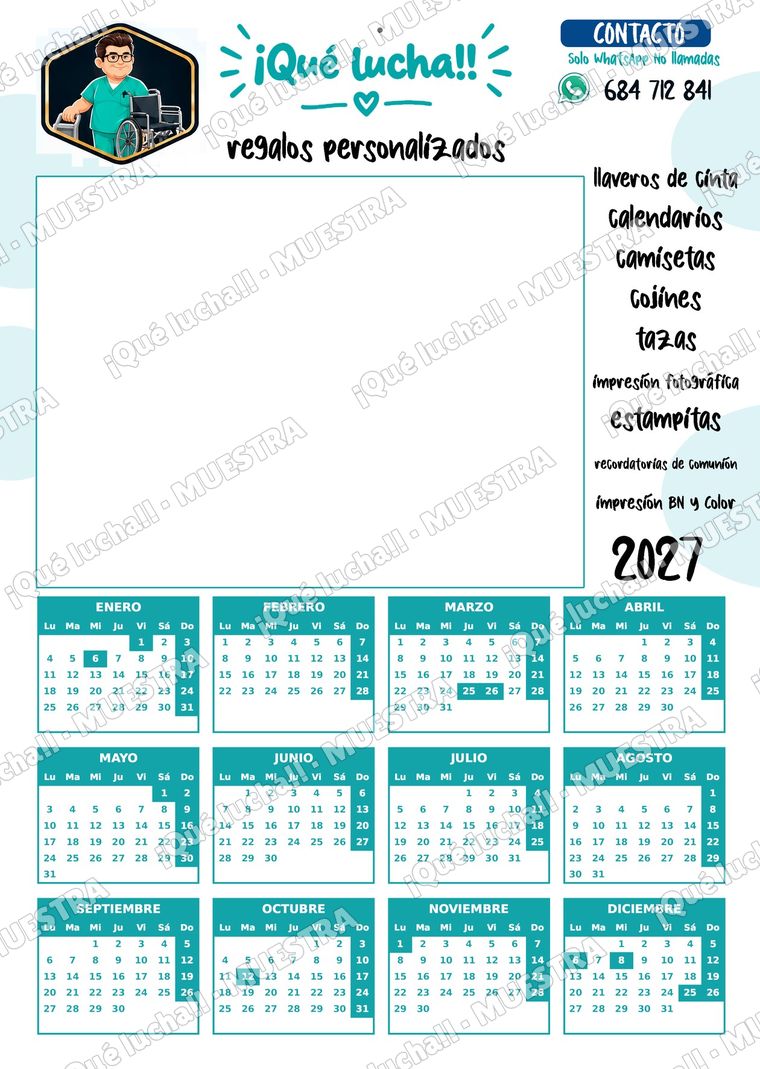 ¡Qué lucha!!
regalos personalizados
CONTACTO
Solo WhatsApp No llamadas
684 712 841
llaveros de cinta
calendarios
camisetas
cojines
tazas
impresión fotográfica
estampitas
recordatorías de comunión
impresión BN y color
2027
ENERO
Lu Ma Mi Ju Vi Sá Do
1 2 3
4 5 6 7 8 9 10
11 12 13 14 15 16 17
18 19 20 21 22 23 24
25 26 27 28 29 30 31
FEBRERO
Lu Ma Mi Ju Vi Sá Do
1 2 3 4 5 6 7
8 9 10 11 12 13 14
15 16 17 18 19 20 21
22 23 24 25 26 27 28
MARZO
Lu Ma Mi Ju Vi Sá Do
1 2 3 4 5 6 7
8 9 10 11 12 13 14
15 16 17 18 19 20 21
22 23 24 25 26 27 28
29 30 31
ABRIL
Lu Ma Mi Ju Vi Sá Do
1 2 3 4
5 6 7 8 9 10 11
12 13 14 15 16 17 18
19 20 21 22 23 24 25
26 27 28 29 30
MAYO
Lu Ma Mi Ju Vi Sá Do
1 2
3 4 5 6 7 8 9
10 11 12 13 14 15 16
17 18 19 20 21 22 23
24 25 26 27 28 29 30
31
JUNIO
Lu Ma Mi Ju Vi Sá Do
1 2 3 4 5 6
7 8 9 10 11 12 13
14 15 16 17 18 19 20
21 22 23 24 25 26 27
28 29 30
JULIO
Lu Ma Mi Ju Vi Sá Do
1 2 3 4
5 6 7 8 9 10 11
12 13 14 15 16 17 18
19 20 21 22 23 24 25
26 27 28 29 30 31
AGOSTO
Lu Ma Mi Ju Vi Sá Do
1
2 3 4 5 6 7 8
9 10 11 12 13 14 15
16 17 18 19 20 21 22
23 24 25 26 27 28 29
30 31
SEPTIEMBRE
Lu Ma Mi Ju Vi Sá Do
1 2 3 4 5
6 7 8 9 10 11 12
13 14 15 16 17 18 19
20 21 22 23 24 25 26
27 28 29 30
OCTUBRE
Lu Ma Mi Ju Vi Sá Do
1 2 3
4 5 6 7 8 9 10
11 12 13 14 15 16 17
18 19 20 21 22 23 24
25 26 27 28 29 30 31
NOVIEMBRE
Lu Ma Mi Ju Vi Sá Do
1 2 3 4 5 6 7
8 9 10 11 12 13 14
15 16 17 18 19 20 21
22 23 24 25 26 27 28
29 30
DICIEMBRE
Lu Ma Mi Ju Vi Sá Do
1 2 3 4 5
6 7 8 9 10 11 12
13 14 15 16 17 18 19
20 21 22 23 24 25 26
27 28 29 30 31
¡Qué lucha!! · MUESTRA